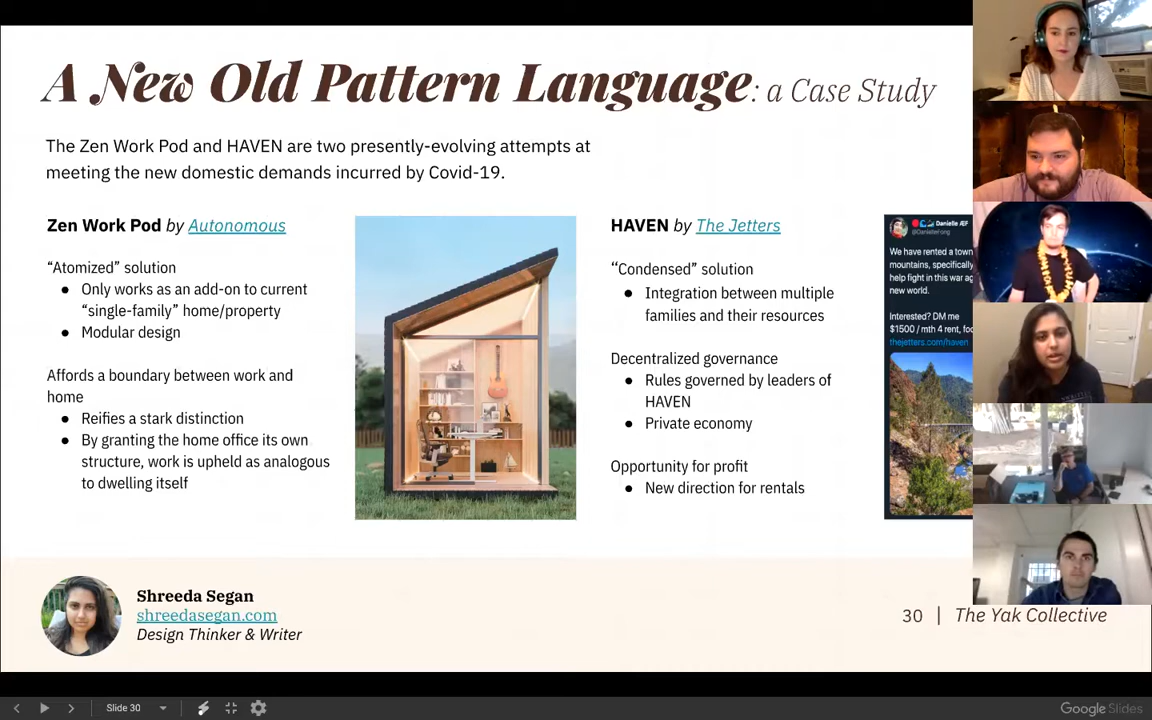 A New Old Pattern Language: a Case Study
The Zen Work Pod and HAVEN are two presently-evolving attempts at
meeting the new domestic demands incurred by Covid-19.
Zen Work Pod by Autonomous
“Atomized” solution
● Only works as an add-on to current
“single-family” home/property
● Modular design
Affords a boundary between work and
home
● Reifies a stark distinction
● By granting the home office its own
structure, work is upheld as analogous
to dwelling itself
HAVEN by The Jetters
“Condensed” solution
● Integration between multiple
families and their resources
Decentralized governance
● Rules governed by leaders of
HAVEN
● Private economy
Opportunity for profit
● New direction for rentals
Danielle
@DanielleFong
We have rented a town
mountains, specifically
help fight in this war ag
new world.
Interested? DM me
$1500 / mth 4 rent, foo
thejetters.com/haven
Shreeda Segan
shreedasegan.com
Design Thinker & Writer
30 | The Yak Collective
Slide 30
Google Slides